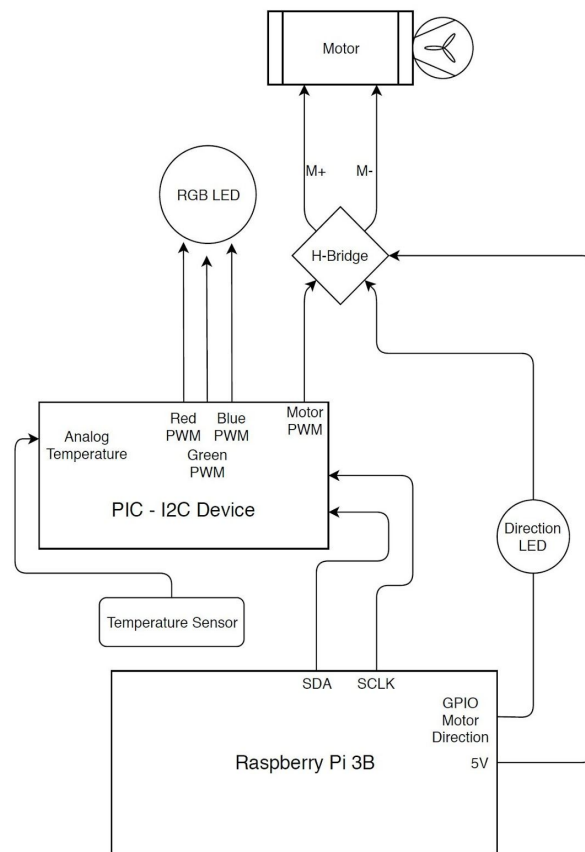 Motor
M+ M-
RGB LED
H-Bridge
Red
PWM
Green
PWM
Blue
PWM
Motor
PWM
Analog
Temperature
PIC - I2C Device
Direction
LED
Temperature Sensor
SDA SCLK
GPIO
Motor
Direction
5V
Raspberry Pi 3B